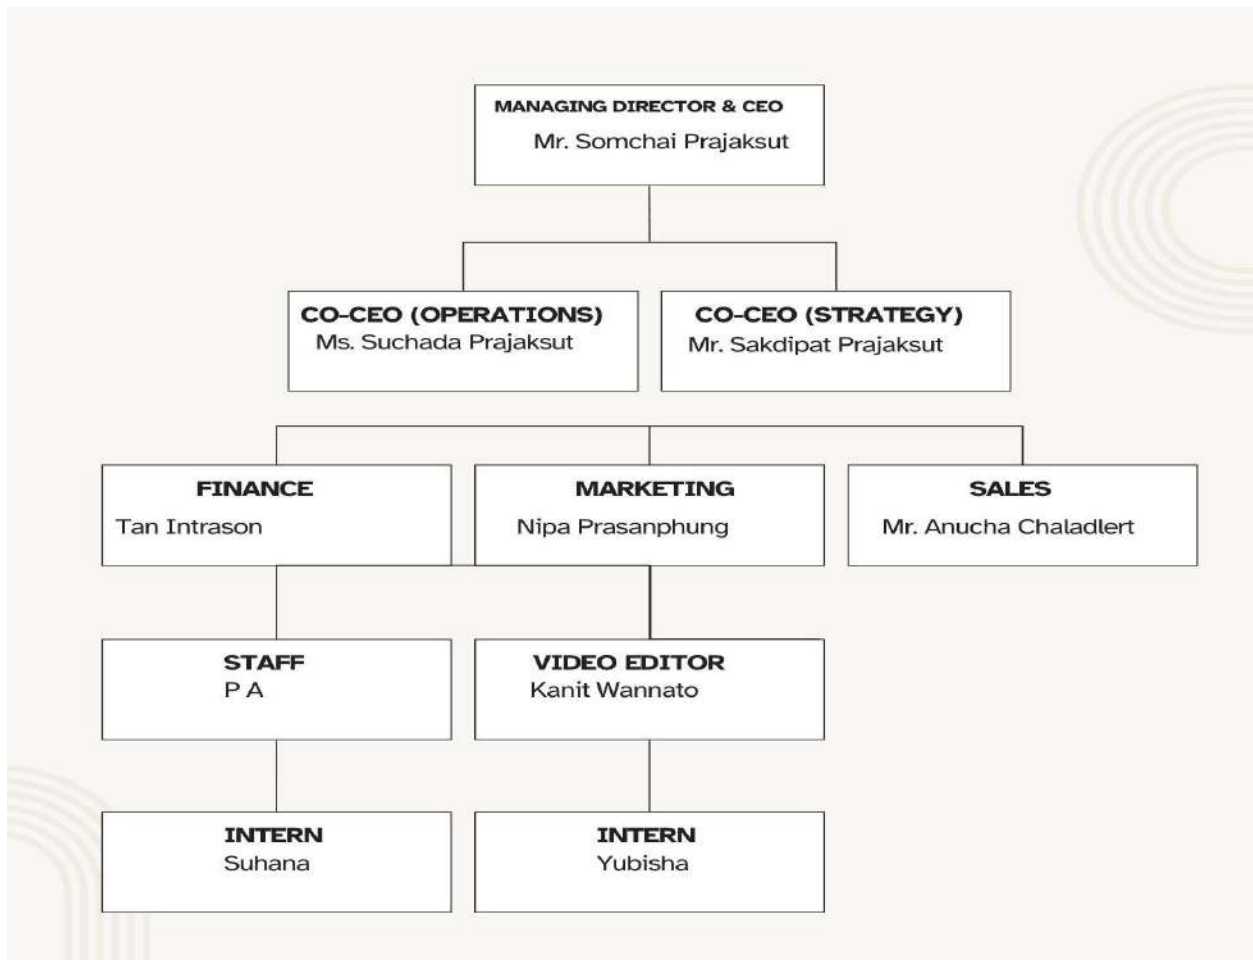 MANAGING DIRECTOR & CEO
Mr. Somchai Prajaksut
CO-CEO (OPERATIONS)
Ms. Suchada Prajaksut
CO-CEO (STRATEGY)
Mr. Sakdipat Prajaksut
FINANCE
Tan Intrason
MARKETING
Nipa Prasanphung
SALES
Mr. Anucha Chaladlert
STAFF
P A
VIDEO EDITOR
Kanit Wannato
INTERN
Suhana
INTERN
Yubisha